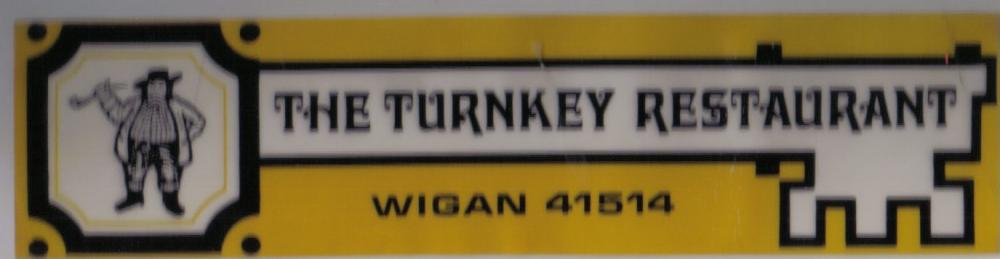 THE TURNKEY RESTAURANT
WIGAN 41514